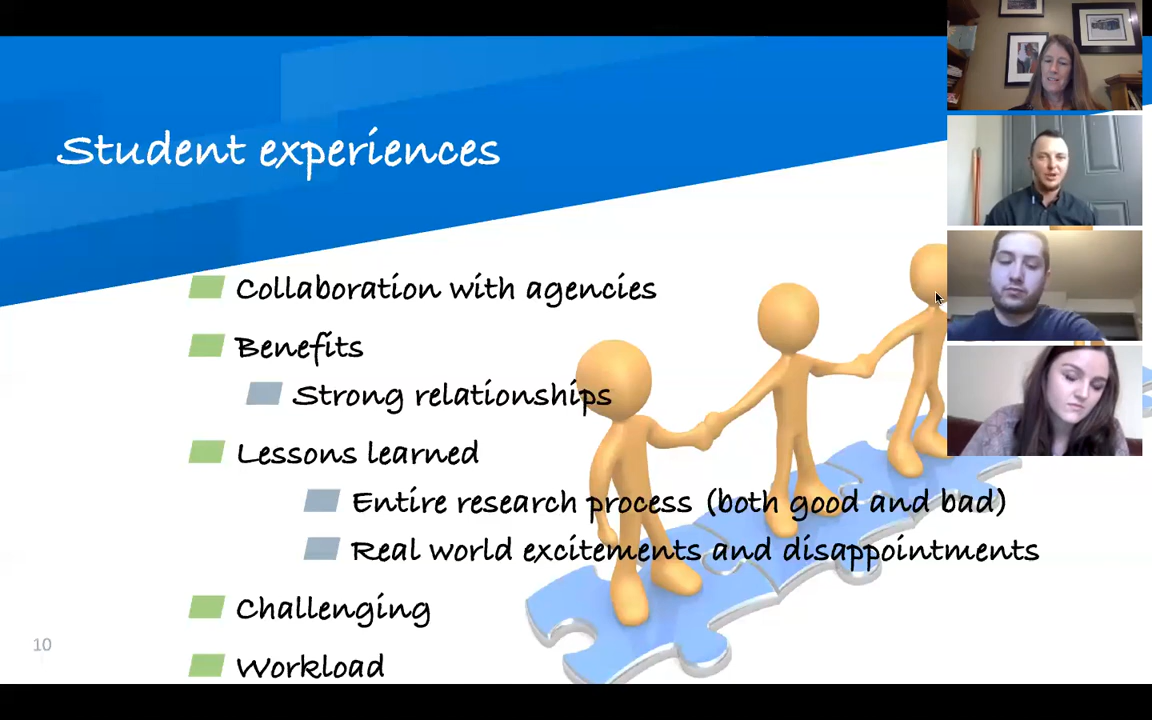 Student experiences
Collaboration with agencies
Benefits
Strong relationships
Lessons learned
Entire research process (both good and bad)
Real world excitements and disappointments
Challenging
Workload
10